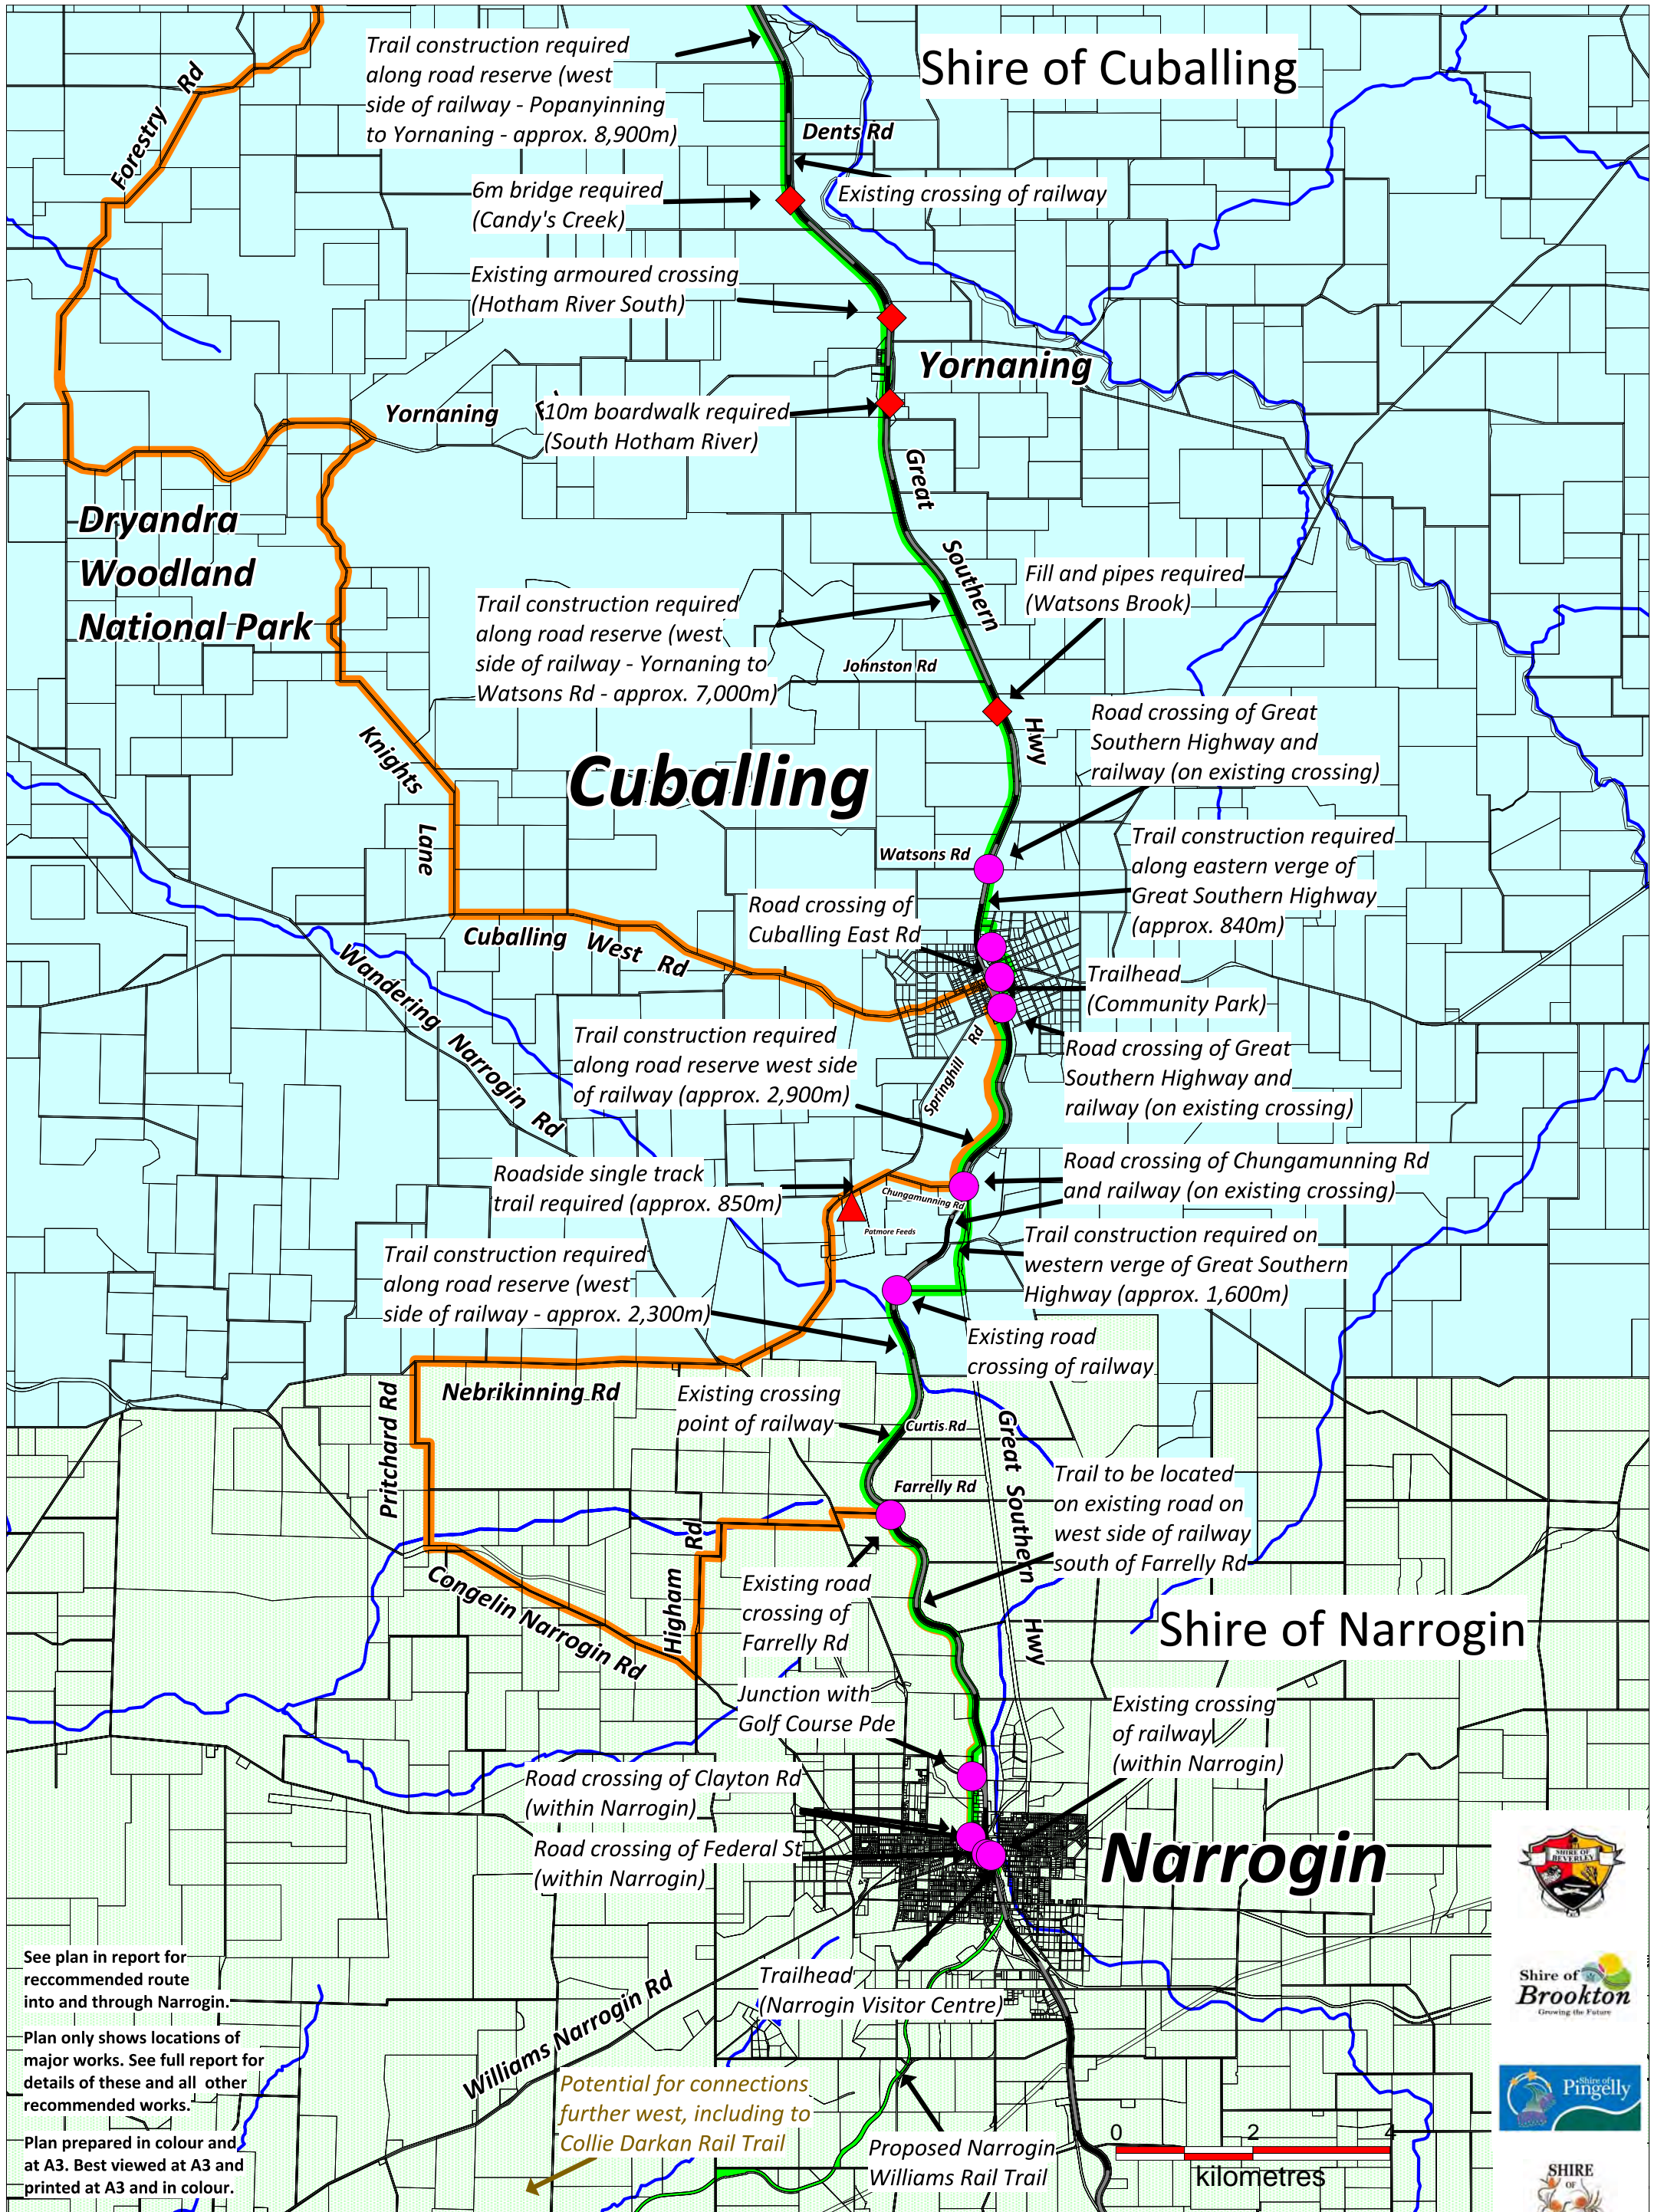 Trail construction required
along road reserve (west
side of railway - Popanyinning
to Yornaning - approx. 8,900m)
Shire of Cuballing
Forestry Rd
Dents Rd
6m bridge required
(Candy's Creek)
Existing crossing of railway
Existing armoured crossing
(Hotham River South)
Yornaning
Yornaning
10m boardwalk required
(South Hotham River)
Great Southern Hwy
Dryandra
Woodland
National Park
Fill and pipes required
(Watsons Brook)
Trail construction required
along road reserve (west
side of railway - Yornaning to
Watsons Rd - approx. 7,000m)
Johnston Rd
Knights Lane
Cuballing
Road crossing of Great
Southern Highway and
railway (on existing crossing)
Watsons Rd
Trail construction required
along eastern verge of
Great Southern Highway
(approx. 840m)
Road crossing of
Cuballing East Rd
Cuballing West Rd
Wandering Narrogin Rd
Trailhead
(Community Park)
Trail construction required
along road reserve west side
of railway (approx. 2,900m)
Springhill Rd
Road crossing of Great
Southern Highway and
railway (on existing crossing)
Roadside single track
trail required (approx. 850m)
Chungamunning Rd
Patmore Feeds
Road crossing of Chungamunning Rd
and railway (on existing crossing)
Trail construction required on
western verge of Great Southern
Highway (approx. 1,600m)
Trail construction required
along road reserve (west
side of railway - approx. 2,300m)
Existing road
crossing of railway
Nebrikinning Rd
Pritchard Rd
Existing crossing
point of railway
Curtis Rd
Great Southern Hwy
Farrelly Rd
Trail to be located
on existing road on
west side of railway
south of Farrelly Rd
Congelin Narrogin Rd
Higham Rd
Existing road
crossing of
Farrelly Rd
Shire of Narrogin
Junction with
Golf Course Pde
Existing crossing
of railway
(within Narrogin)
Road crossing of Clayton Rd
(within Narrogin)
Road crossing of Federal St
(within Narrogin)
Narrogin
SHIRE OF
BEVERLEY
See plan in report for
reccommended route
into and through Narrogin.
Trailhead
(Narrogin Visitor Centre)
Shire of
Brookton
Growing the Future
Plan only shows locations of
major works. See full report for
details of these and all other
recommended works.
Williams Narrogin Rd
Potential for connections
further west, including to
Collie Darkan Rail Trail
Shire of
Pingelly
Plan prepared in colour and
at A3. Best viewed at A3 and
printed at A3 and in colour.
Proposed Narrogin
Williams Rail Trail
0 2 4
kilometres
SHIRE
OF